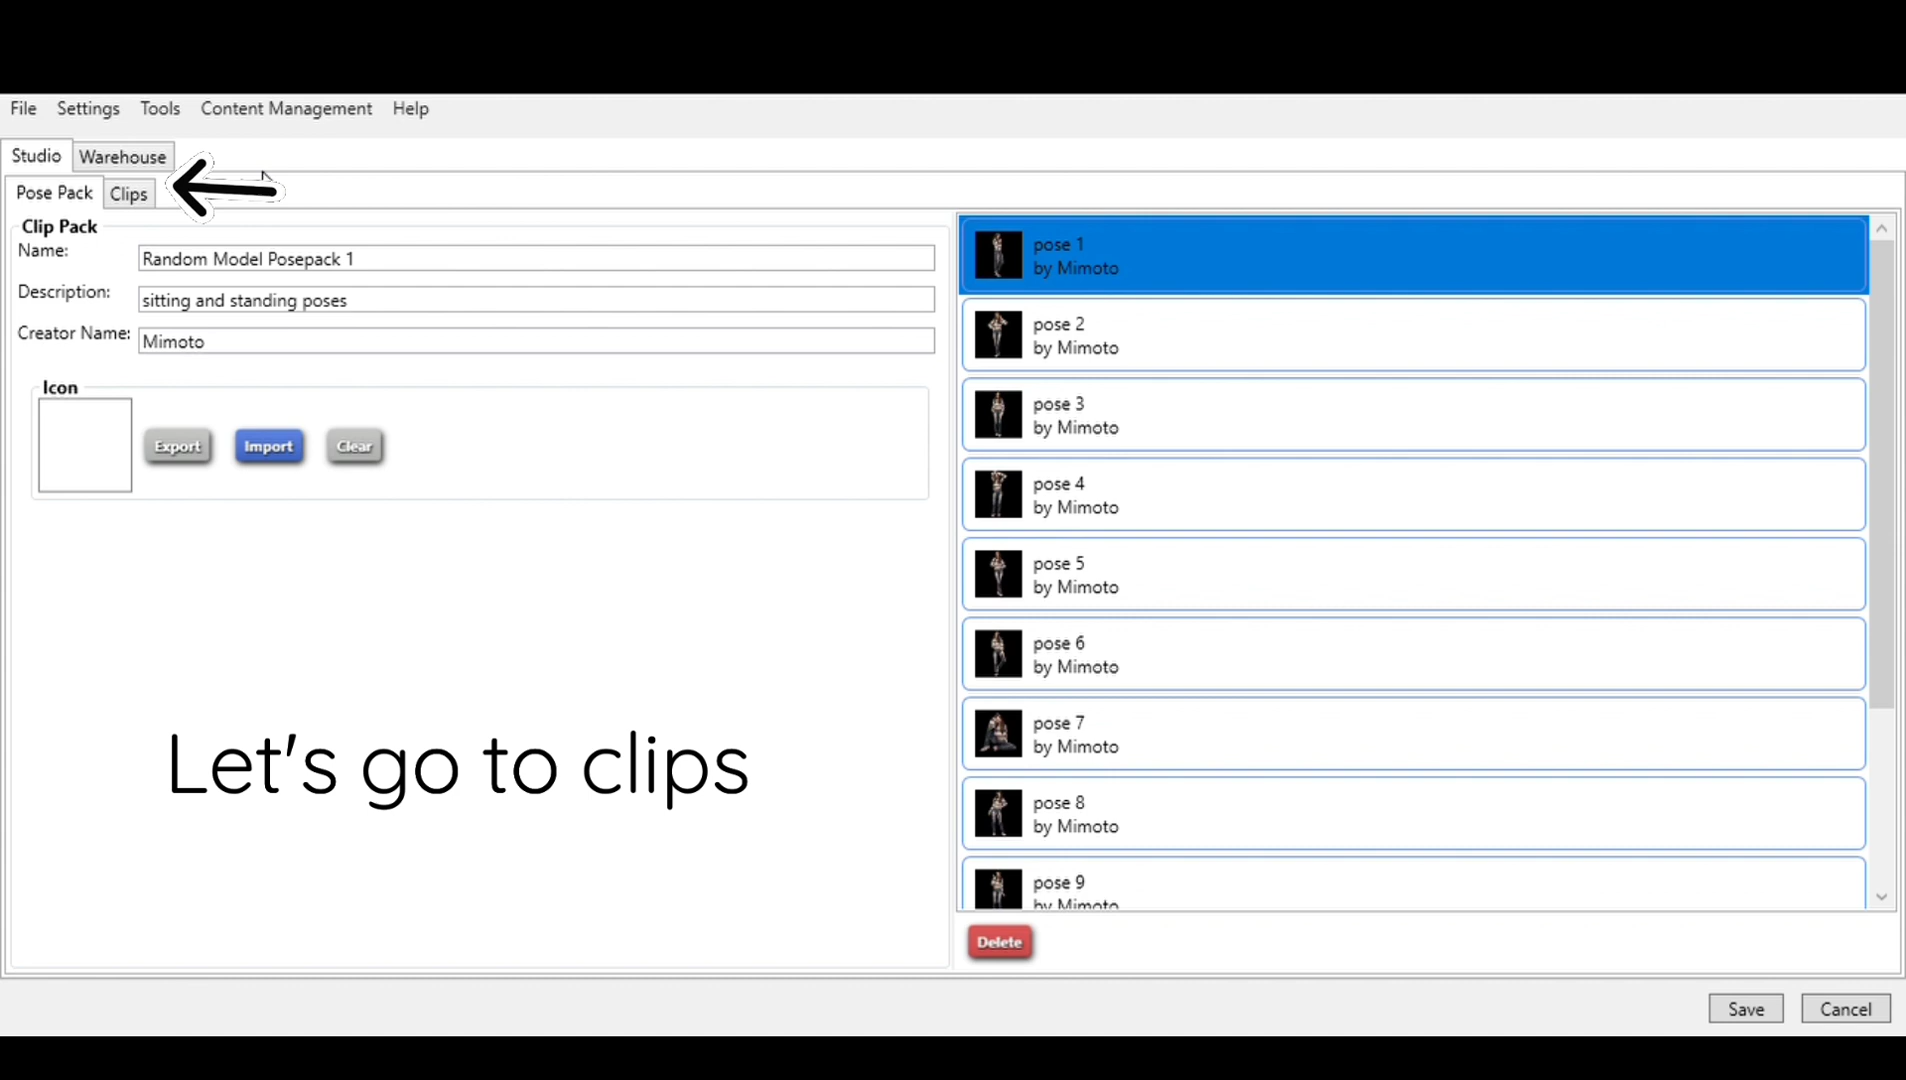 File Settings Tools Content Management Help
Studio Warehouse
Pose Pack Clips
Clip Pack
Name: Random Model Posepack 1
Description: sitting and standing poses
Creator Name: Mimoto
Icon
Export Import Clear
Let's go to clips
pose 1
by Mimoto
pose 2
by Mimoto
pose 3
by Mimoto
pose 4
by Mimoto
pose 5
by Mimoto
pose 6
by Mimoto
pose 7
by Mimoto
pose 8
by Mimoto
pose 9
by Mimoto
Delete
Save Cancel